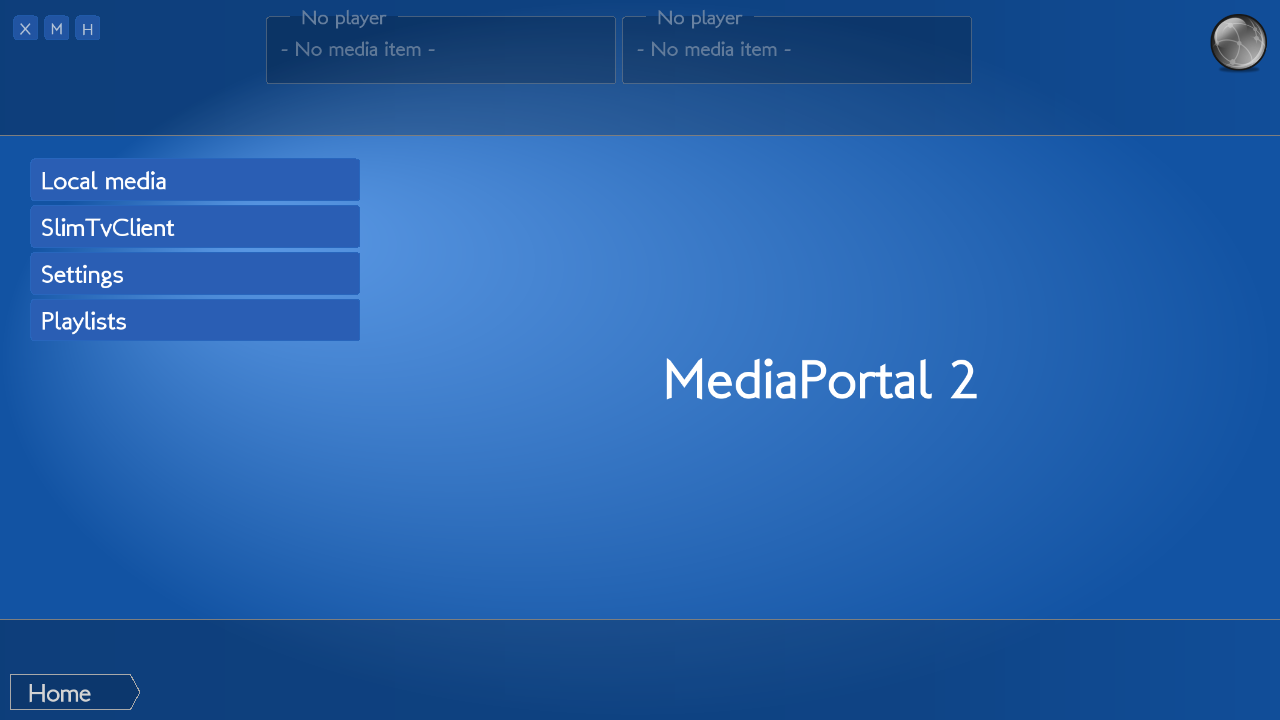 X M H
No player
- No media item -
No player
- No media item -
Local media
SlimTvClient
Settings
Playlists
MediaPortal 2
Home